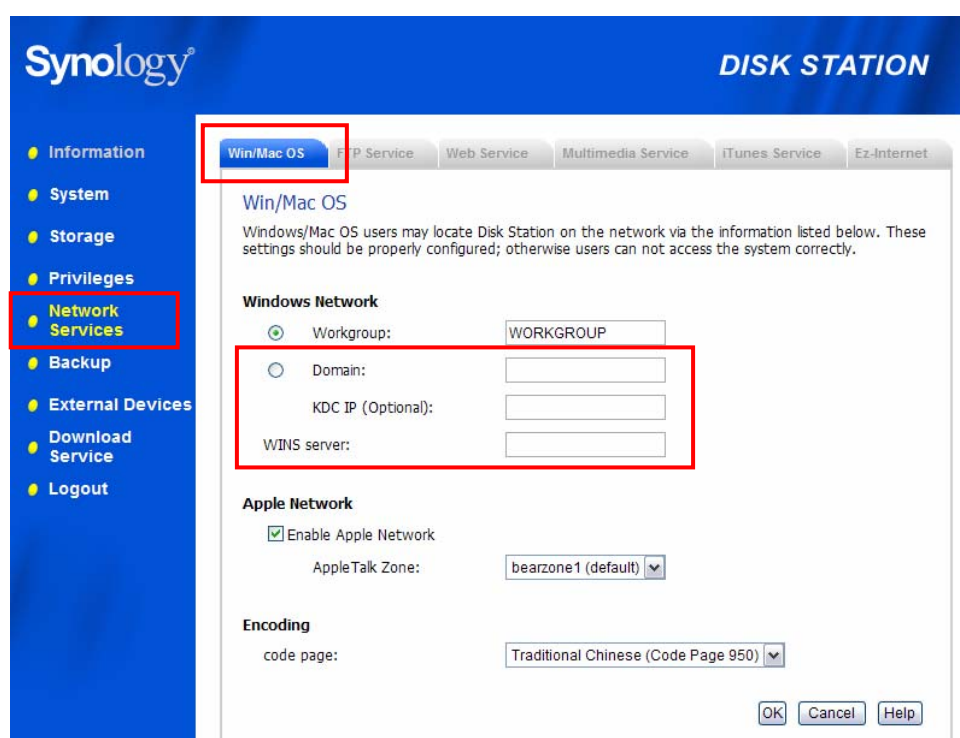 Synology®
DISK STATION
Information
System
Storage
Privileges
Network
Services
Backup
External Devices
Download
Service
Logout
Win/Mac OS FTP Service Web Service Multimedia Service iTunes Service Ez-Internet
Win/Mac OS
Windows/Mac OS users may locate Disk Station on the network via the information listed below. These
settings should be properly configured; otherwise users can not access the system correctly.
Windows Network
Workgroup: WORKGROUP
Domain:
KDC IP (Optional):
WINS server:
Apple Network
Enable Apple Network
AppleTalk Zone: bearzone1 (default)
Encoding
code page: Traditional Chinese (Code Page 950)
OK Cancel Help